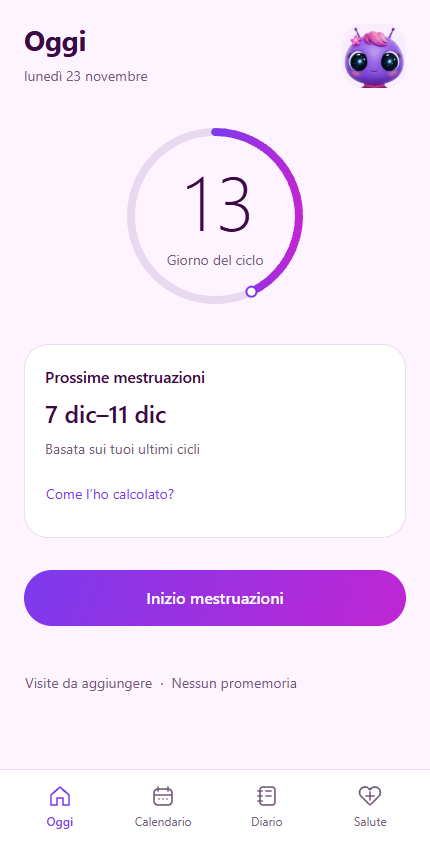 Oggi
lunedì 23 novembre
13
Giorno del ciclo
Prossime mestruazioni
7 dic–11 dic
Basata sui tuoi ultimi cicli
Come l’ho calcolato?
Inizio mestruazioni
Visite da aggiungere · Nessun promemoria
Oggi
Calendario
Diario
Salute